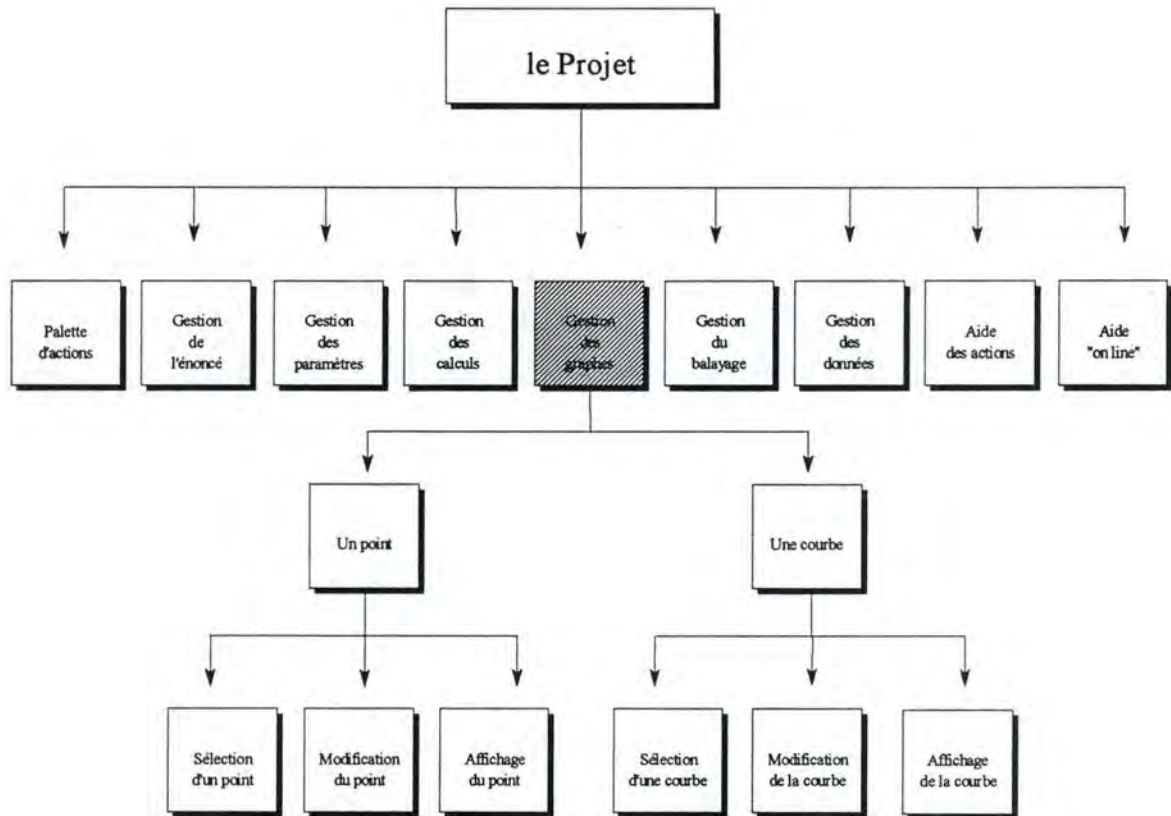 le Projet
Palette
d'actions
Gestion
de
l'énoncé
Gestion
des
paramètres
Gestion
des
calculs
Gestion
des
graphes
Gestion
du
balayage
Gestion
des
données
Aide
des actions
Aide
"on line"
Un point
Une courbe
Sélection
d'un point
Modification
du point
Affichage
du point
Sélection
d'une courbe
Modification
de la courbe
Affichage
de la courbe